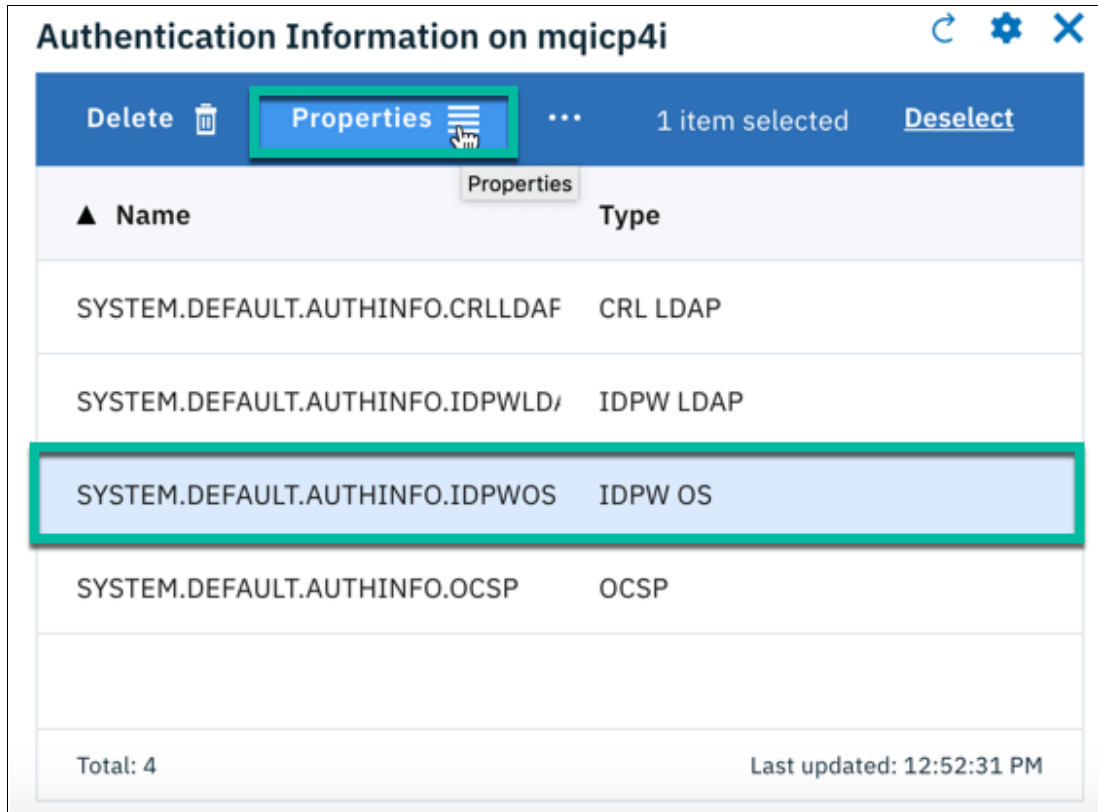 Authentication Information on mqicp4i
Delete Properties ... 1 item selected Deselect
Properties
▲ Name Type
SYSTEM.DEFAULT.AUTHINFO.CRLLDAP CRL LDAP
SYSTEM.DEFAULT.AUTHINFO.IDPWLDA IDPW LDAP
SYSTEM.DEFAULT.AUTHINFO.IDPWOS IDPW OS
SYSTEM.DEFAULT.AUTHINFO.OCSP OCSP
Total: 4 Last updated: 12:52:31 PM